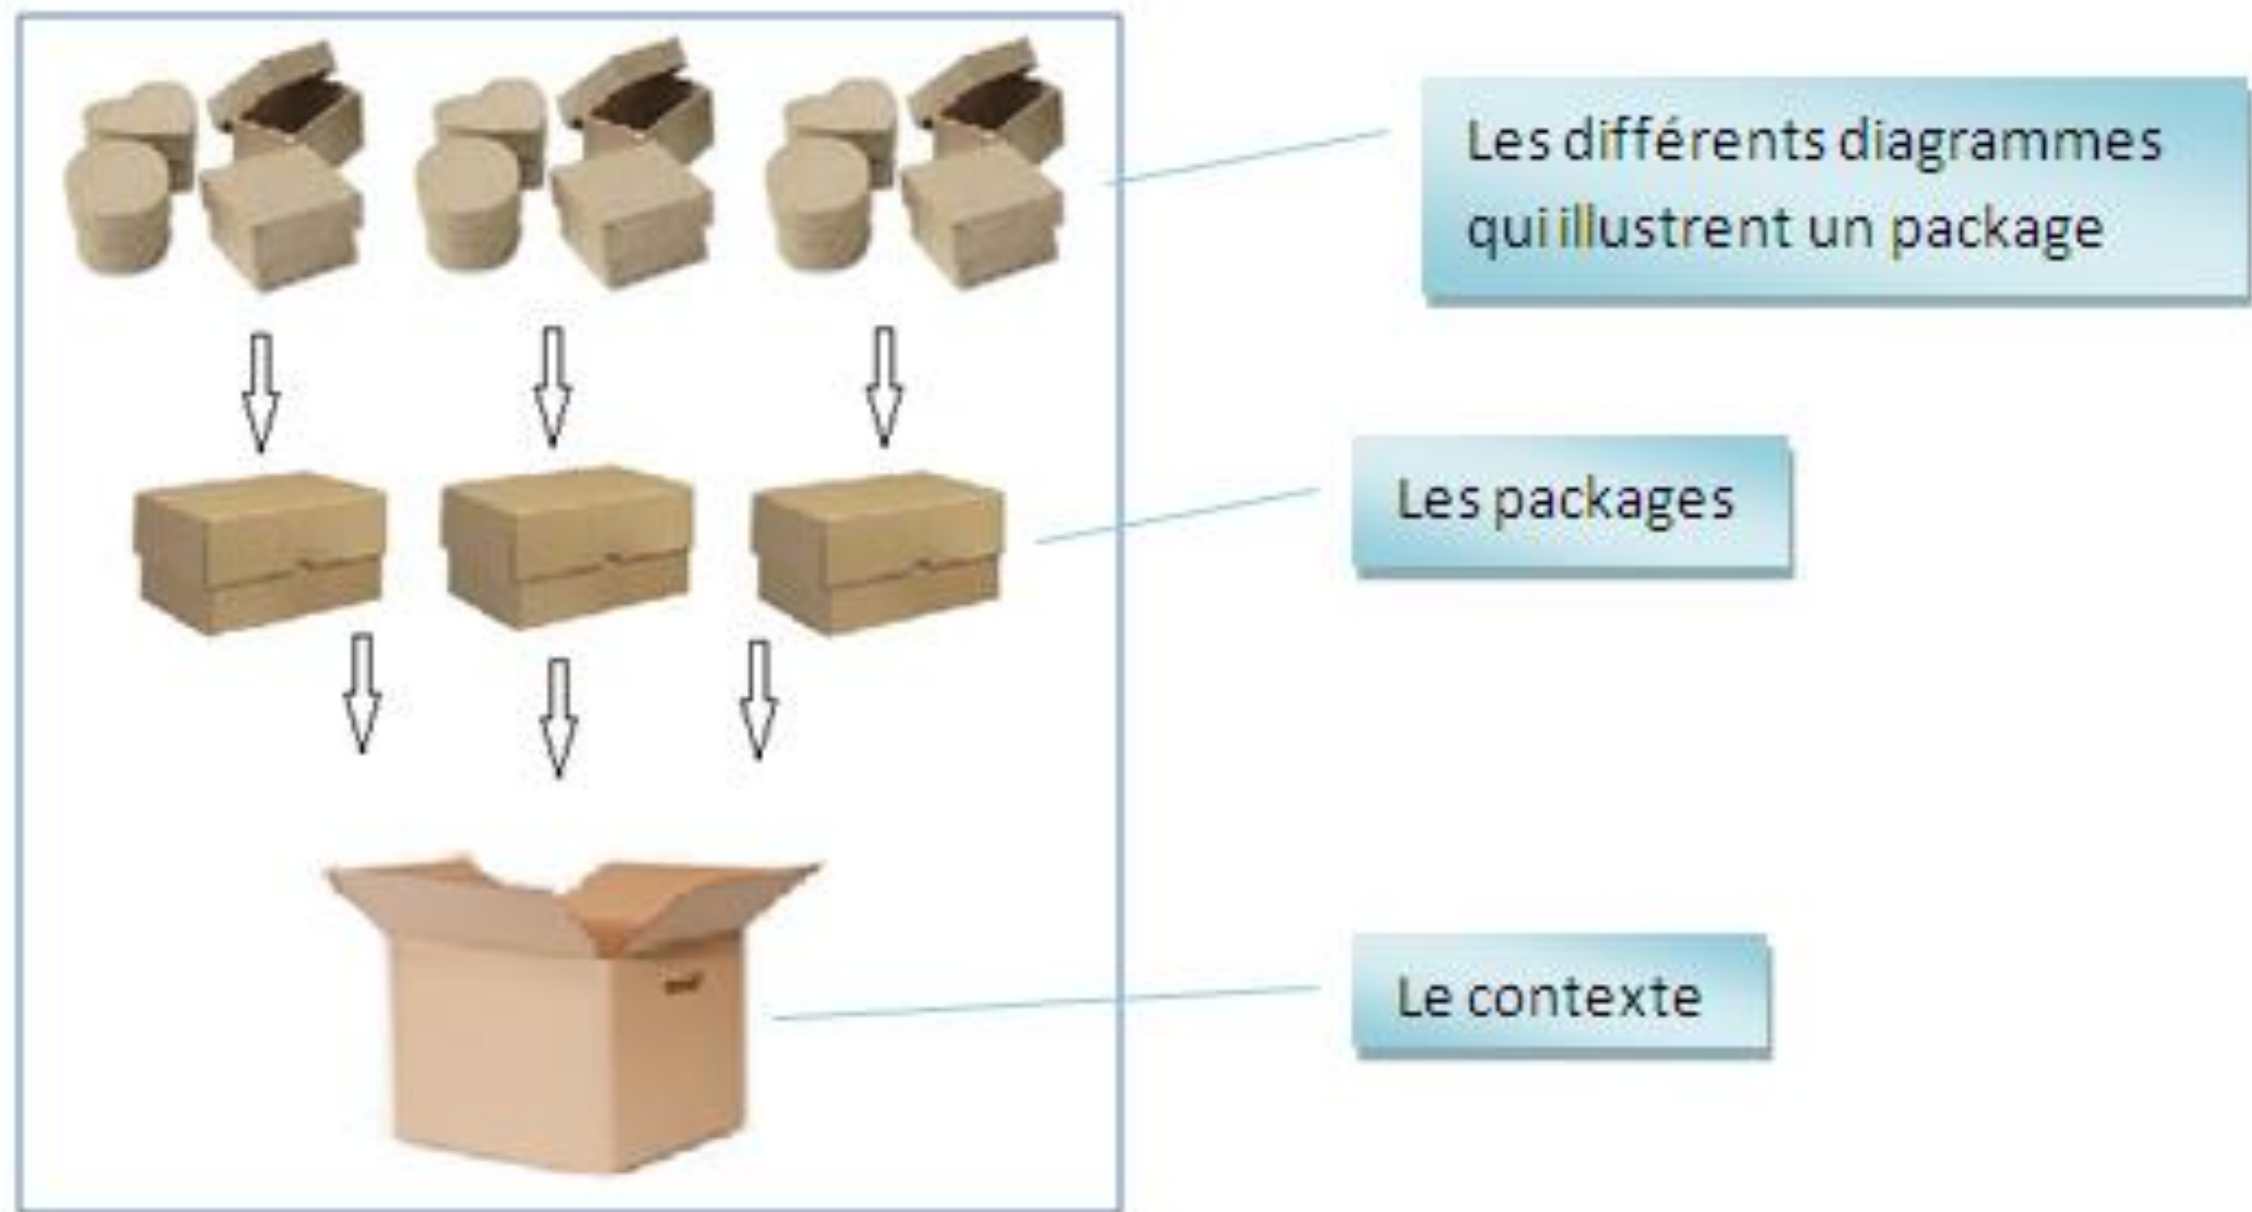 Les différents diagrammes
qui illustrent un package
Les packages
Le contexte